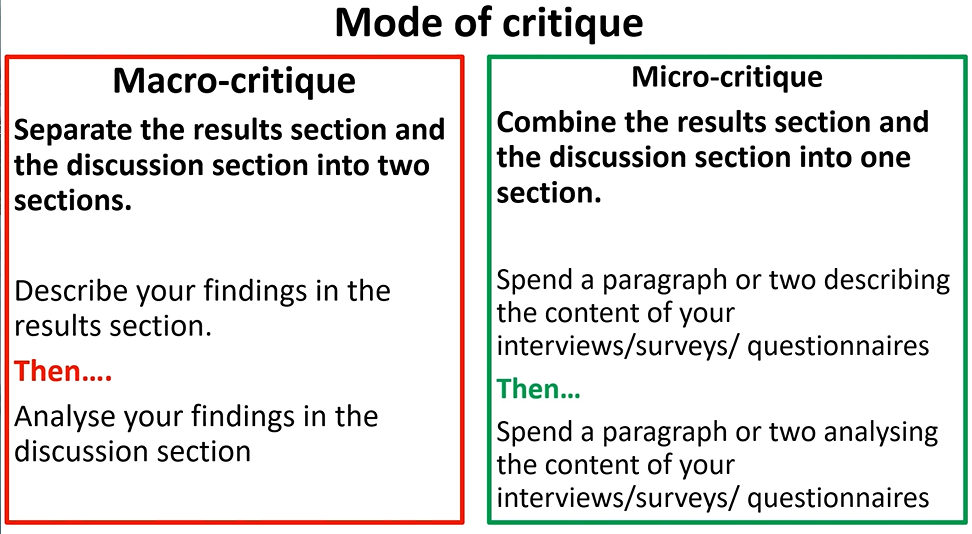 Mode of critique
Macro-critique
Separate the results section and
the discussion section into two
sections.
Describe your findings in the
results section.
Then....
Analyse your findings in the
discussion section
Micro-critique
Combine the results section and
the discussion section into one
section.
Spend a paragraph or two describing
the content of your
interviews/surveys/ questionnaires
Then...
Spend a paragraph or two analysing
the content of your
interviews/surveys/ questionnaires